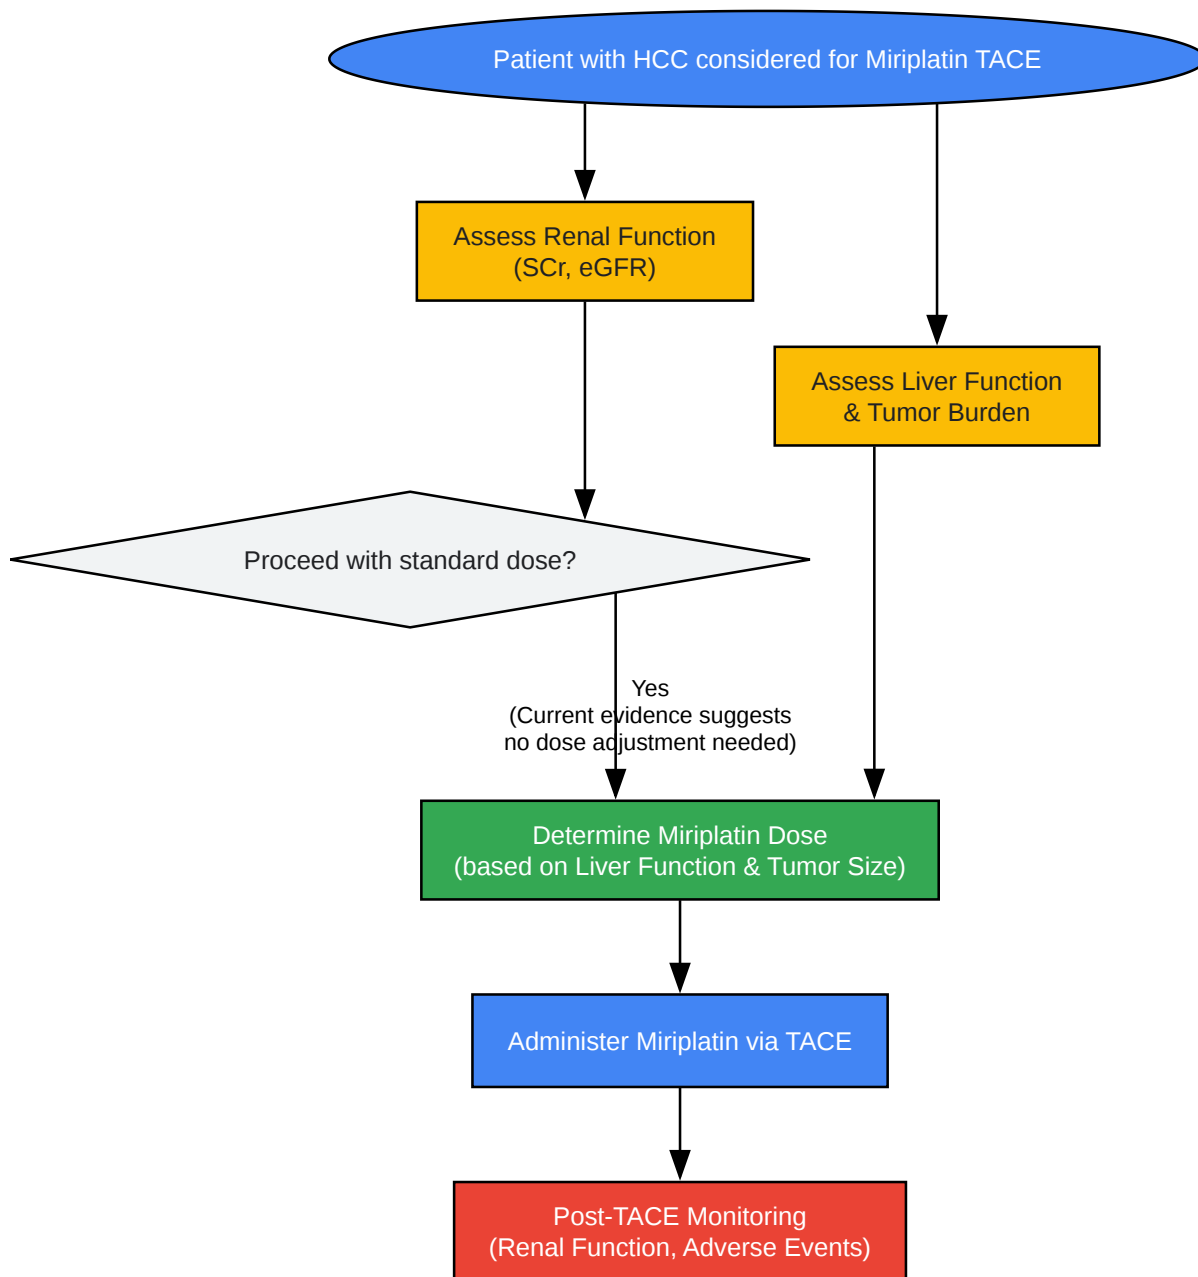 Patient with HCC considered for Miriplatin TACE
Assess Renal Function
(SCr, eGFR)
Assess Liver Function
& Tumor Burden
Proceed with standard dose?
Yes
(Current evidence suggests
no dose adjustment needed)
Determine Miriplatin Dose
(based on Liver Function & Tumor Size)
Administer Miriplatin via TACE
Post-TACE Monitoring
(Renal Function, Adverse Events)